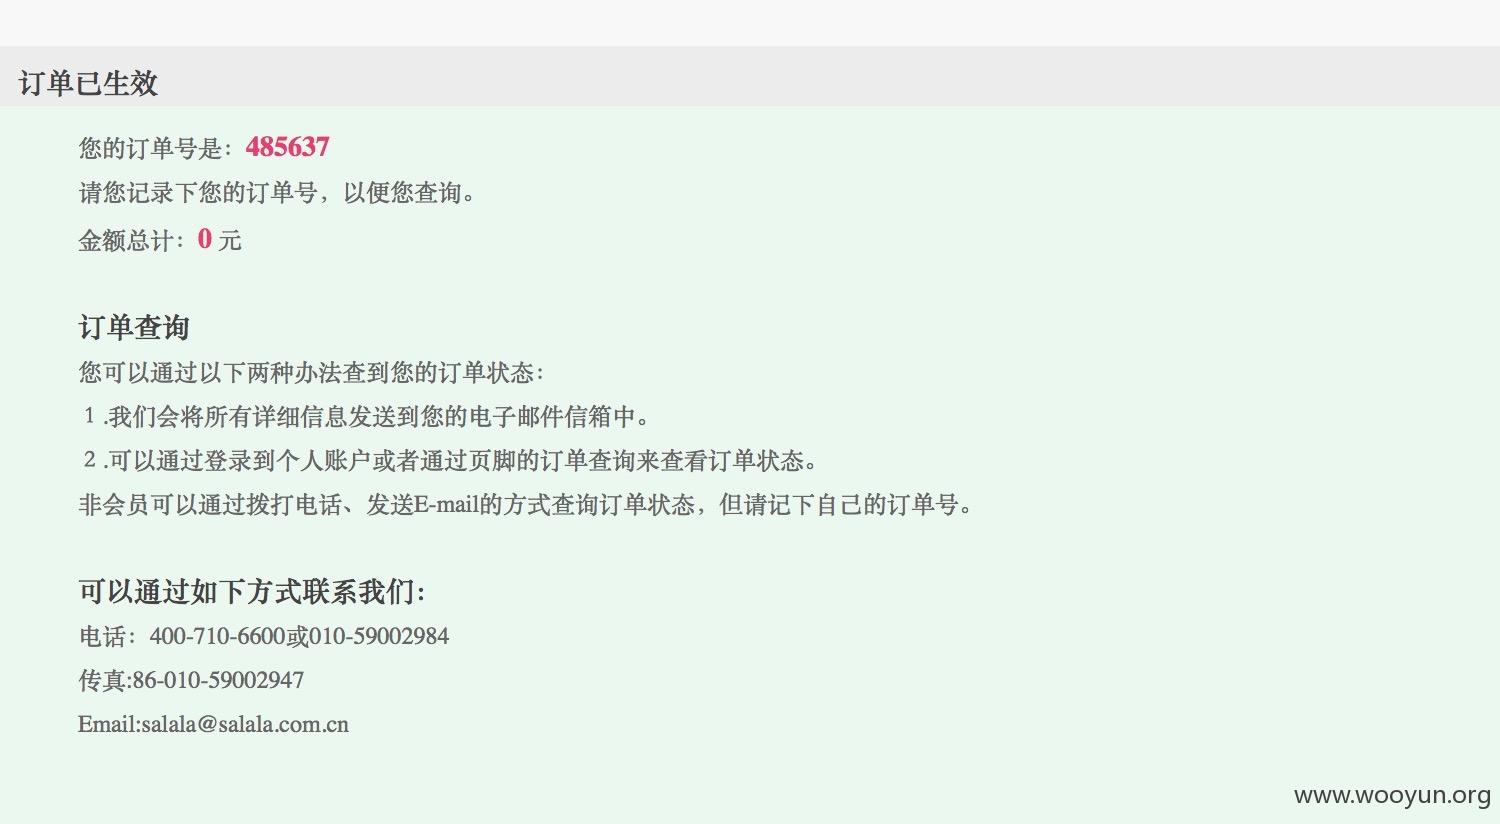 订单已生效
您的订单号是：485637
请您记录下您的订单号，以便您查询。
金额总计：0 元
订单查询
您可以通过以下两种办法查到您的订单状态：
１.我们会将所有详细信息发送到您的电子邮件信箱中。
２.可以通过登录到个人账户或者通过页脚的订单查询来查看订单状态。
非会员可以通过拨打电话、发送E-mail的方式查询订单状态，但请记下自己的订单号。
可以通过如下方式联系我们：
电话：400-710-6600或010-59002984
传真:86-010-59002947
Email:salala@salala.com.cn
www.wooyun.org